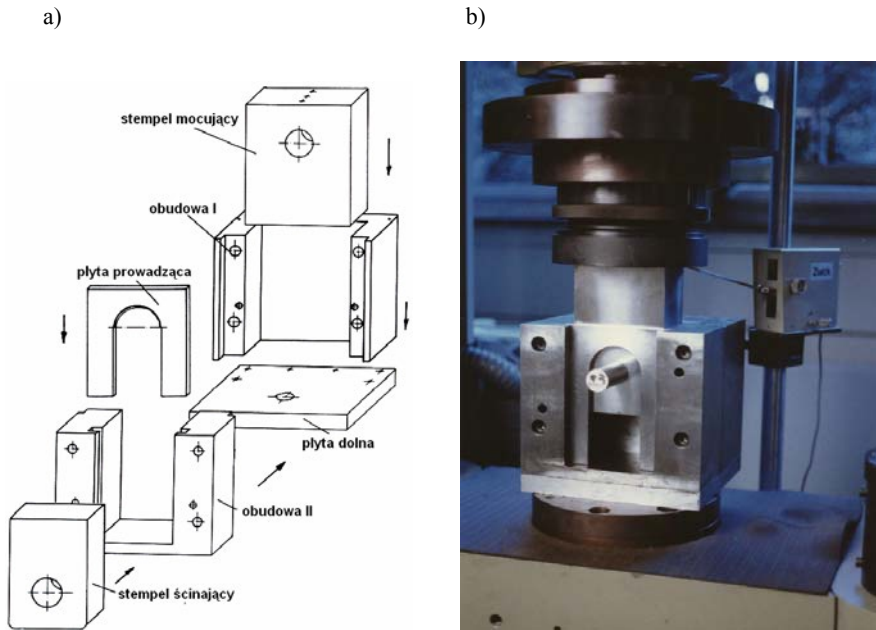 a)
b)
stempel mocujący
obudowa I
płyta prowadząca
płyta dolna
obudowa II
stempel ścinający
Zwick